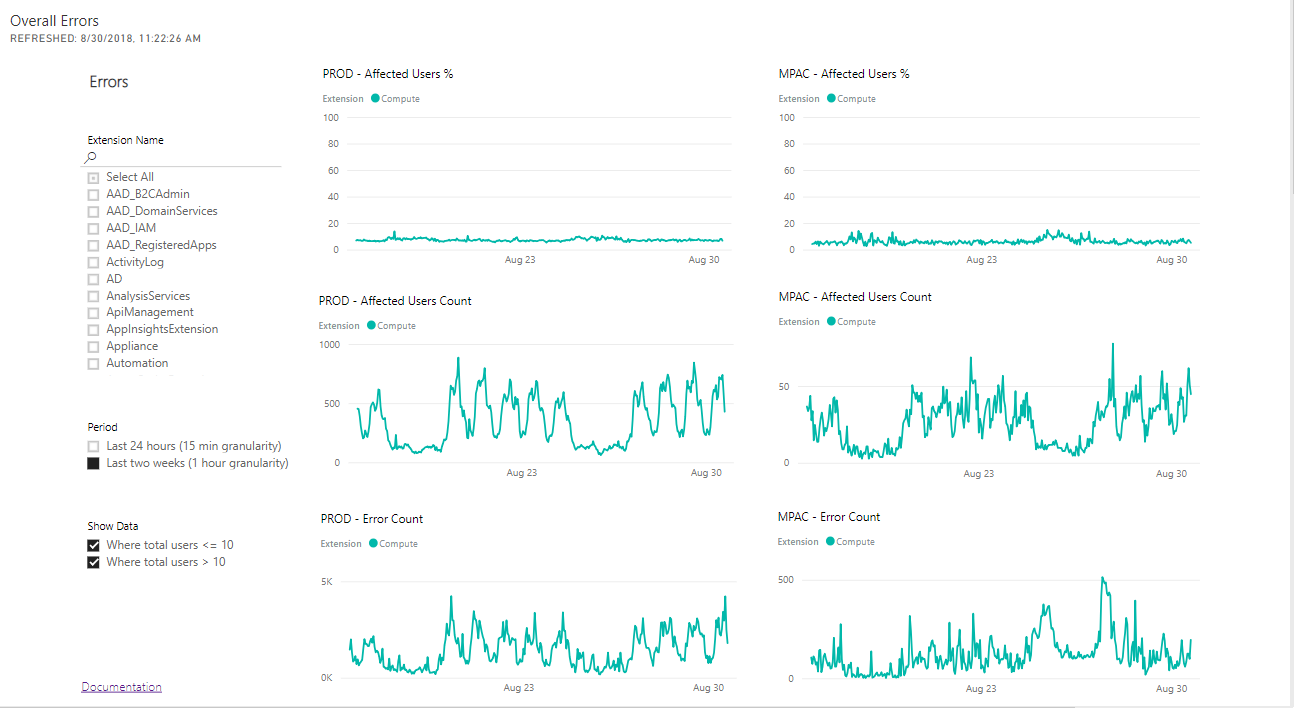 Overall Errors
REFRESHED: 8/30/2018, 11:22:26 AM
Errors
Extension Name
Select All
AAD_B2CAdmin
AAD_DomainServices
AAD_IAM
AAD_RegisteredApps
ActivityLog
AD
AnalysisServices
ApiManagement
AppInsightsExtension
Appliance
Automation
Period
Last 24 hours (15 min granularity)
Last two weeks (1 hour granularity)
Show Data
Where total users <= 10
Where total users > 10
Documentation
PROD - Affected Users %
Extension Compute
100
80
60
40
20
0
Aug 23 Aug 30
MPAC - Affected Users %
Extension Compute
100
80
60
40
20
0
Aug 23 Aug 30
PROD - Affected Users Count
Extension Compute
1000
500
0
Aug 23 Aug 30
MPAC - Affected Users Count
Extension Compute
50
0
Aug 23 Aug 30
PROD - Error Count
Extension Compute
5K
0K
Aug 23 Aug 30
MPAC - Error Count
Extension Compute
500
0
Aug 23 Aug 30